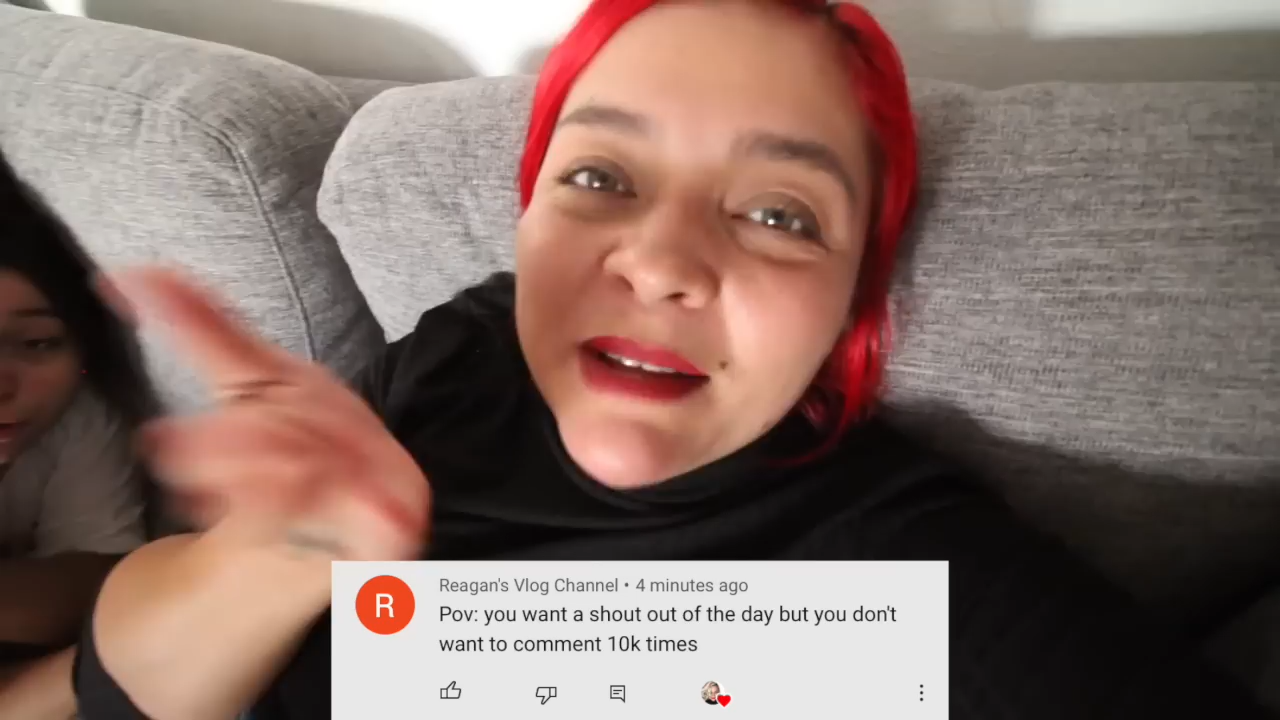 R
Reagan's Vlog Channel • 4 minutes ago
Pov: you want a shout out of the day but you don't
want to comment 10k times